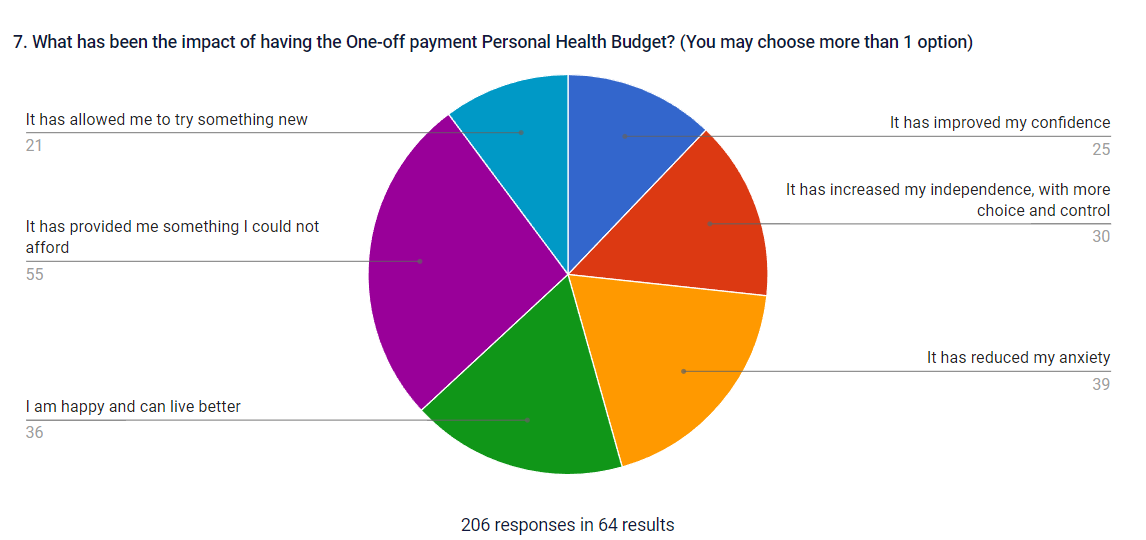 7. What has been the impact of having the One-off payment Personal Health Budget? (You may choose more than 1 option)
It has allowed me to try something new
21
It has provided me something I could not
afford
55
I am happy and can live better
36
It has improved my confidence
25
It has increased my independence, with more
choice and control
30
It has reduced my anxiety
39
206 responses in 64 results